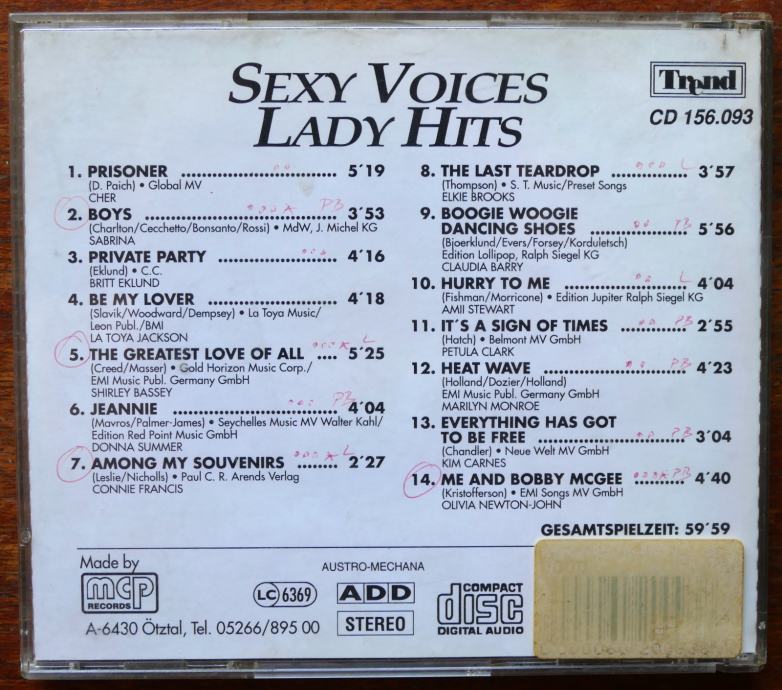 SEXY VOICES
LADY HITS
Trend
CD 156.093
1. PRISONER .................................. 5´19
(D. Paich) • Global MV
CHER
2. BOYS .......................................... 3´53 PB
(Charlton/Cecchetto/Bonsanto/Rossi) • MdW, J. Michel KG
SABRINA
3. PRIVATE PARTY ........................... 4´16
(Eklund) • C.C.
BRITT EKLUND
4. BE MY LOVER ............................ 4´18
(Slavik/Woodward/Dempsey) • La Toya Music/
Leon Publ./BMI
LA TOYA JACKSON
5. THE GREATEST LOVE OF ALL .... 5´25 L
(Creed/Masser) • Gold Horizon Music Corp./
EMI Music Publ. Germany GmbH
SHIRLEY BASSEY
6. JEANNIE .................................... 4´04 PB
(Mavros/Palmer-James) • Seychelles Music MV Walter Kahl/
Edition Red Point Music GmbH
DONNA SUMMER
7. AMONG MY SOUVENIRS ........ 2´27 L
(Leslie/Nicholls) • Paul C. R. Arends Verlag
CONNIE FRANCIS
8. THE LAST TEARDROP ................ 3´57 L
(Thompson) • S. T. Music/Preset Songs
ELKIE BROOKS
9. BOOGIE WOOGIE
DANCING SHOES .................... 5´56 PB
(Bjoerklund/Evers/Forsey/Korduletsch)
Edition Lollipop, Ralph Siegel KG
CLAUDIA BARRY
10. HURRY TO ME ........................ 4´04 L
(Fishman/Morricone) • Edition Jupiter Ralph Siegel KG
AMII STEWART
11. IT´S A SIGN OF TIMES ............. 2´55 PB
(Hatch) • Belmont MV GmbH
PETULA CLARK
12. HEAT WAVE ............................ 4´23 PB
(Holland/Dozier/Holland)
EMI Music Publ. Germany GmbH
MARILYN MONROE
13. EVERYTHING HAS GOT
TO BE FREE .............................. 3´04 PB
(Chandler) • Neue Welt MV GmbH
KIM CARNES
14. ME AND BOBBY MCGEE .......... 4´40 PB
(Kristofferson) • EMI Songs MV GmbH
OLIVIA NEWTON-JOHN
GESAMTSPIELZEIT: 59´59
Made by
mcp
RECORDS
A-6430 Ötztal, Tel. 05266/895 00
AUSTRO-MECHANA
LC 6369
ADD
STEREO
COMPACT
disc
DIGITAL AUDIO